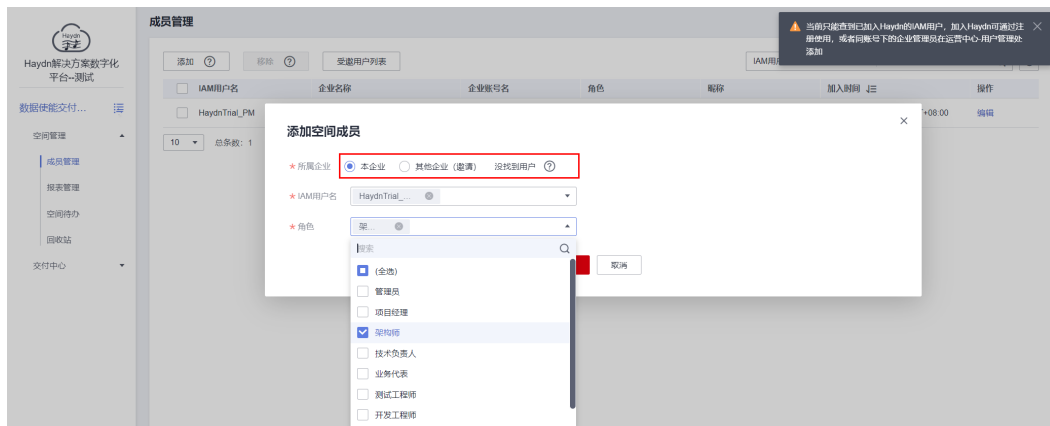 成员管理
当前只能查到已加入Haydn的IAM用户，加入Haydn可通过注
册使用，或者同账号下的企业管理员在运营中心-用户管理处
添加
Haydn
Haydn解决方案数字化
平台--测试
添加
移除
受邀用户列表
IAM用户
IAM用户名 企业名称 企业账号名 角色 昵称 加入时间 操作
数据使能交付...
HaydnTrial_PM
+08:00 编辑
空间管理
10 总条数：1
成员管理
报表管理
空间待办
回收站
交付中心
添加空间成员
*所属企业 本企业 其他企业（邀请） 没找到用户
*IAM用户名 HaydnTrial_...
*角色 架...
搜索
取消
(全选)
管理员
项目经理
架构师
技术负责人
业务代表
测试工程师
开发工程师